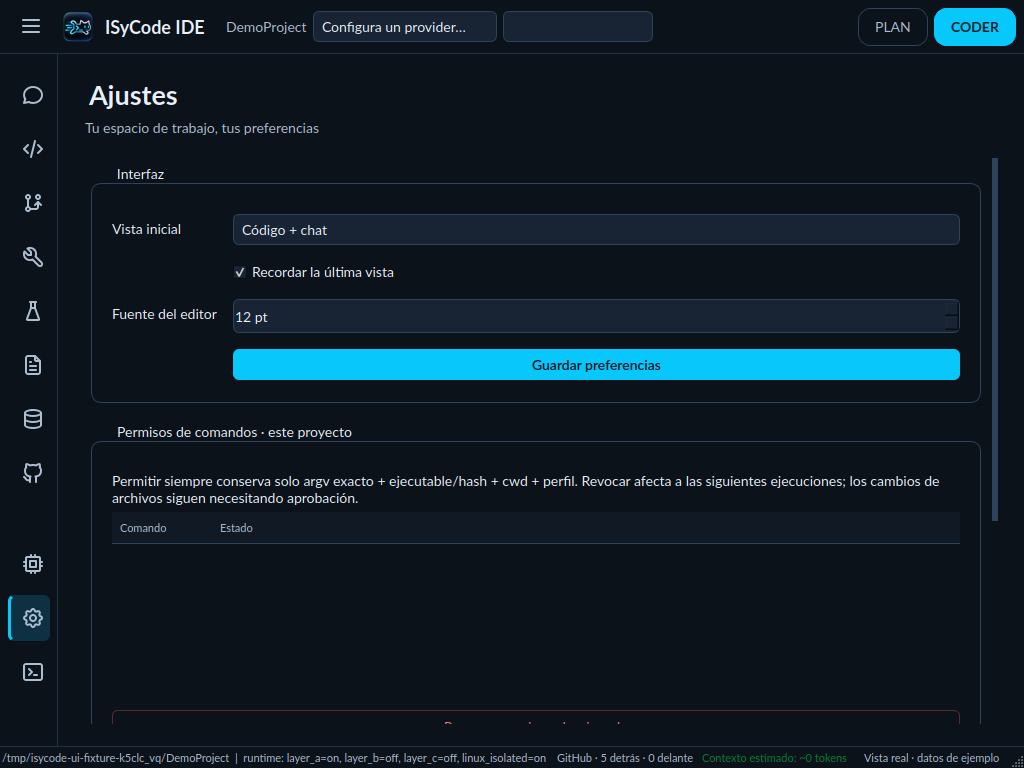 ISyCode IDE DemoProject Configura un provider... PLAN CODER
Ajustes
Tu espacio de trabajo, tus preferencias
Interfaz
Vista inicial Código + chat
Recordar la última vista
Fuente del editor 12 pt
Guardar preferencias
Permisos de comandos · este proyecto
Permitir siempre conserva solo argv exacto + ejecutable/hash + cwd + perfil. Revocar afecta a las siguientes ejecuciones; los cambios de
archivos siguen necesitando aprobación.
Comando Estado
/tmp/isycode-ui-fixture-k5clc_vq/DemoProject | runtime: layer_a=on, layer_b=off, layer_c=off, linux_isolated=on GitHub · 5 detrás · 0 delante Contexto estimado: ~0 tokens Vista real · datos de ejemplo